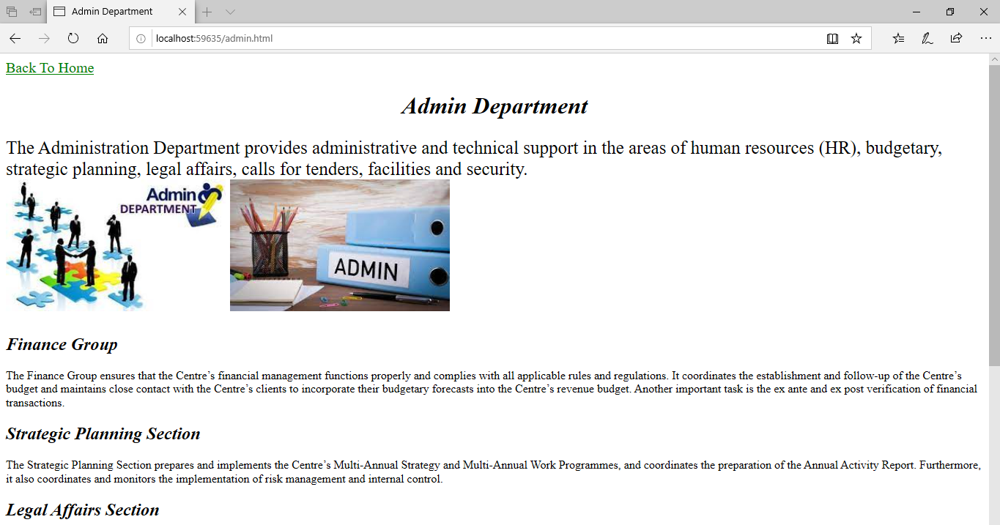 Admin Department
localhost:59635/admin.html
Back To Home
Admin Department
The Administration Department provides administrative and technical support in the areas of human resources (HR), budgetary,
strategic planning, legal affairs, calls for tenders, facilities and security.
Admin
DEPARTMENT
ADMIN
Finance Group
The Finance Group ensures that the Centre’s financial management functions properly and complies with all applicable rules and regulations. It coordinates the establishment and follow-up of the Centre’s
budget and maintains close contact with the Centre’s clients to incorporate their budgetary forecasts into the Centre’s revenue budget. Another important task is the ex ante and ex post verification of financial
transactions.
Strategic Planning Section
The Strategic Planning Section prepares and implements the Centre’s Multi-Annual Strategy and Multi-Annual Work Programmes, and coordinates the preparation of the Annual Activity Report. Furthermore,
it also coordinates and monitors the implementation of risk management and internal control.
Legal Affairs Section